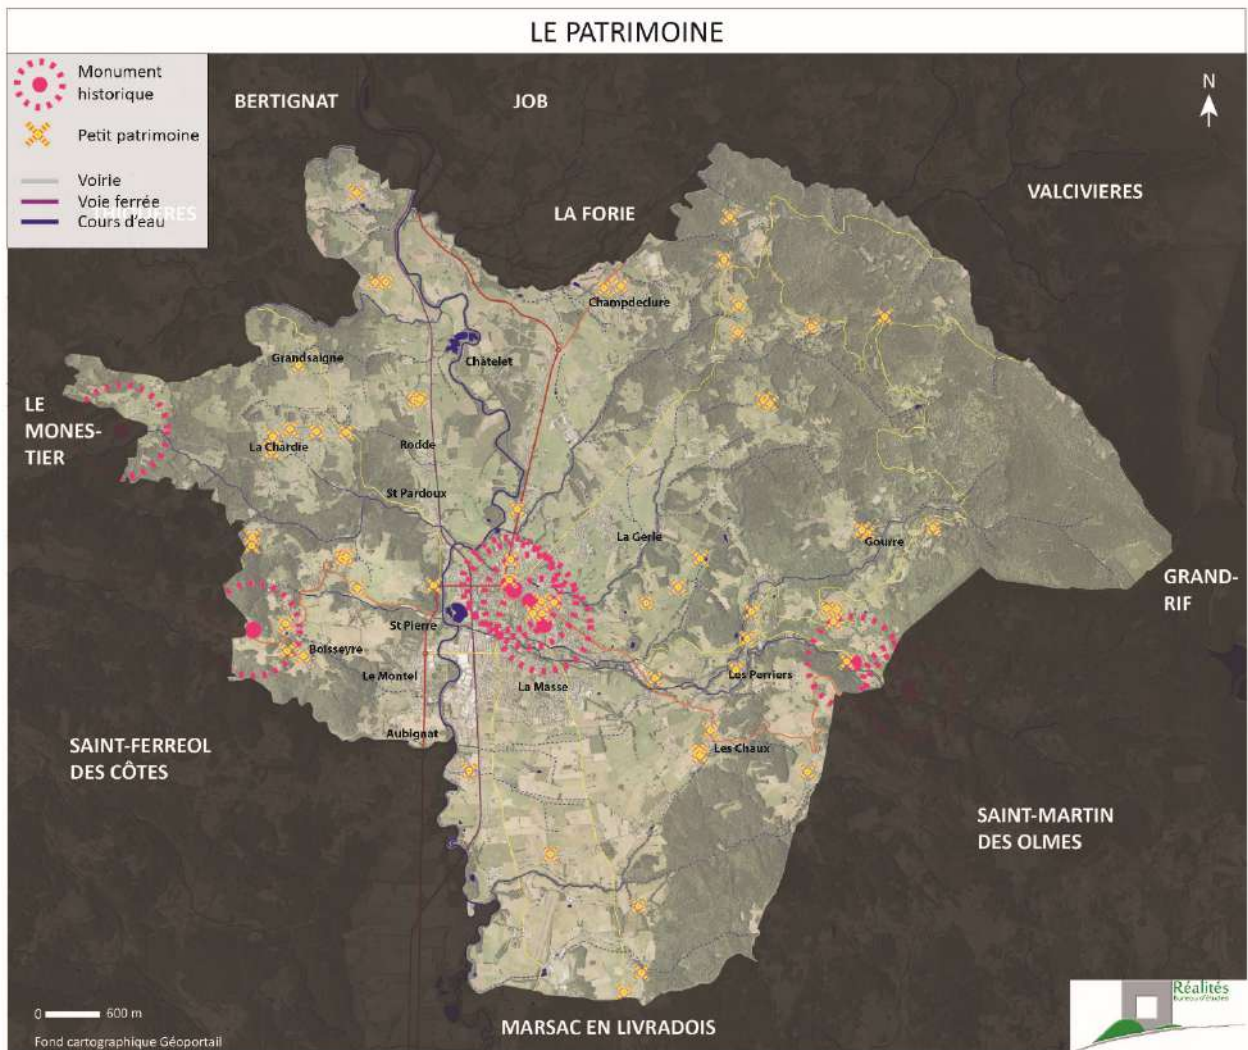 LE PATRIMOINE
Monument
historique
Petit patrimoine
Voirie
Voie ferrée
Cours d'eau
BERTIGNAT
JOB
N
VALCIVIERES
LA FORIE
Champdeclure
Grandsaigne
Châtelet
LE
MONES-
TIER
La Chardie
Rodde
St Pardoux
La Gerle
Gourre
GRAND-
RIF
St Pierre
Boisseyre
Le Montel
La Masse
Les Perriers
Aubignat
Les Chaux
SAINT-FERREOL
DES CÔTES
SAINT-MARTIN
DES OLMES
MARSAC EN LIVRADOIS
0 600 m
Fond cartographique Géoportail
Réalités
Bureau d'études